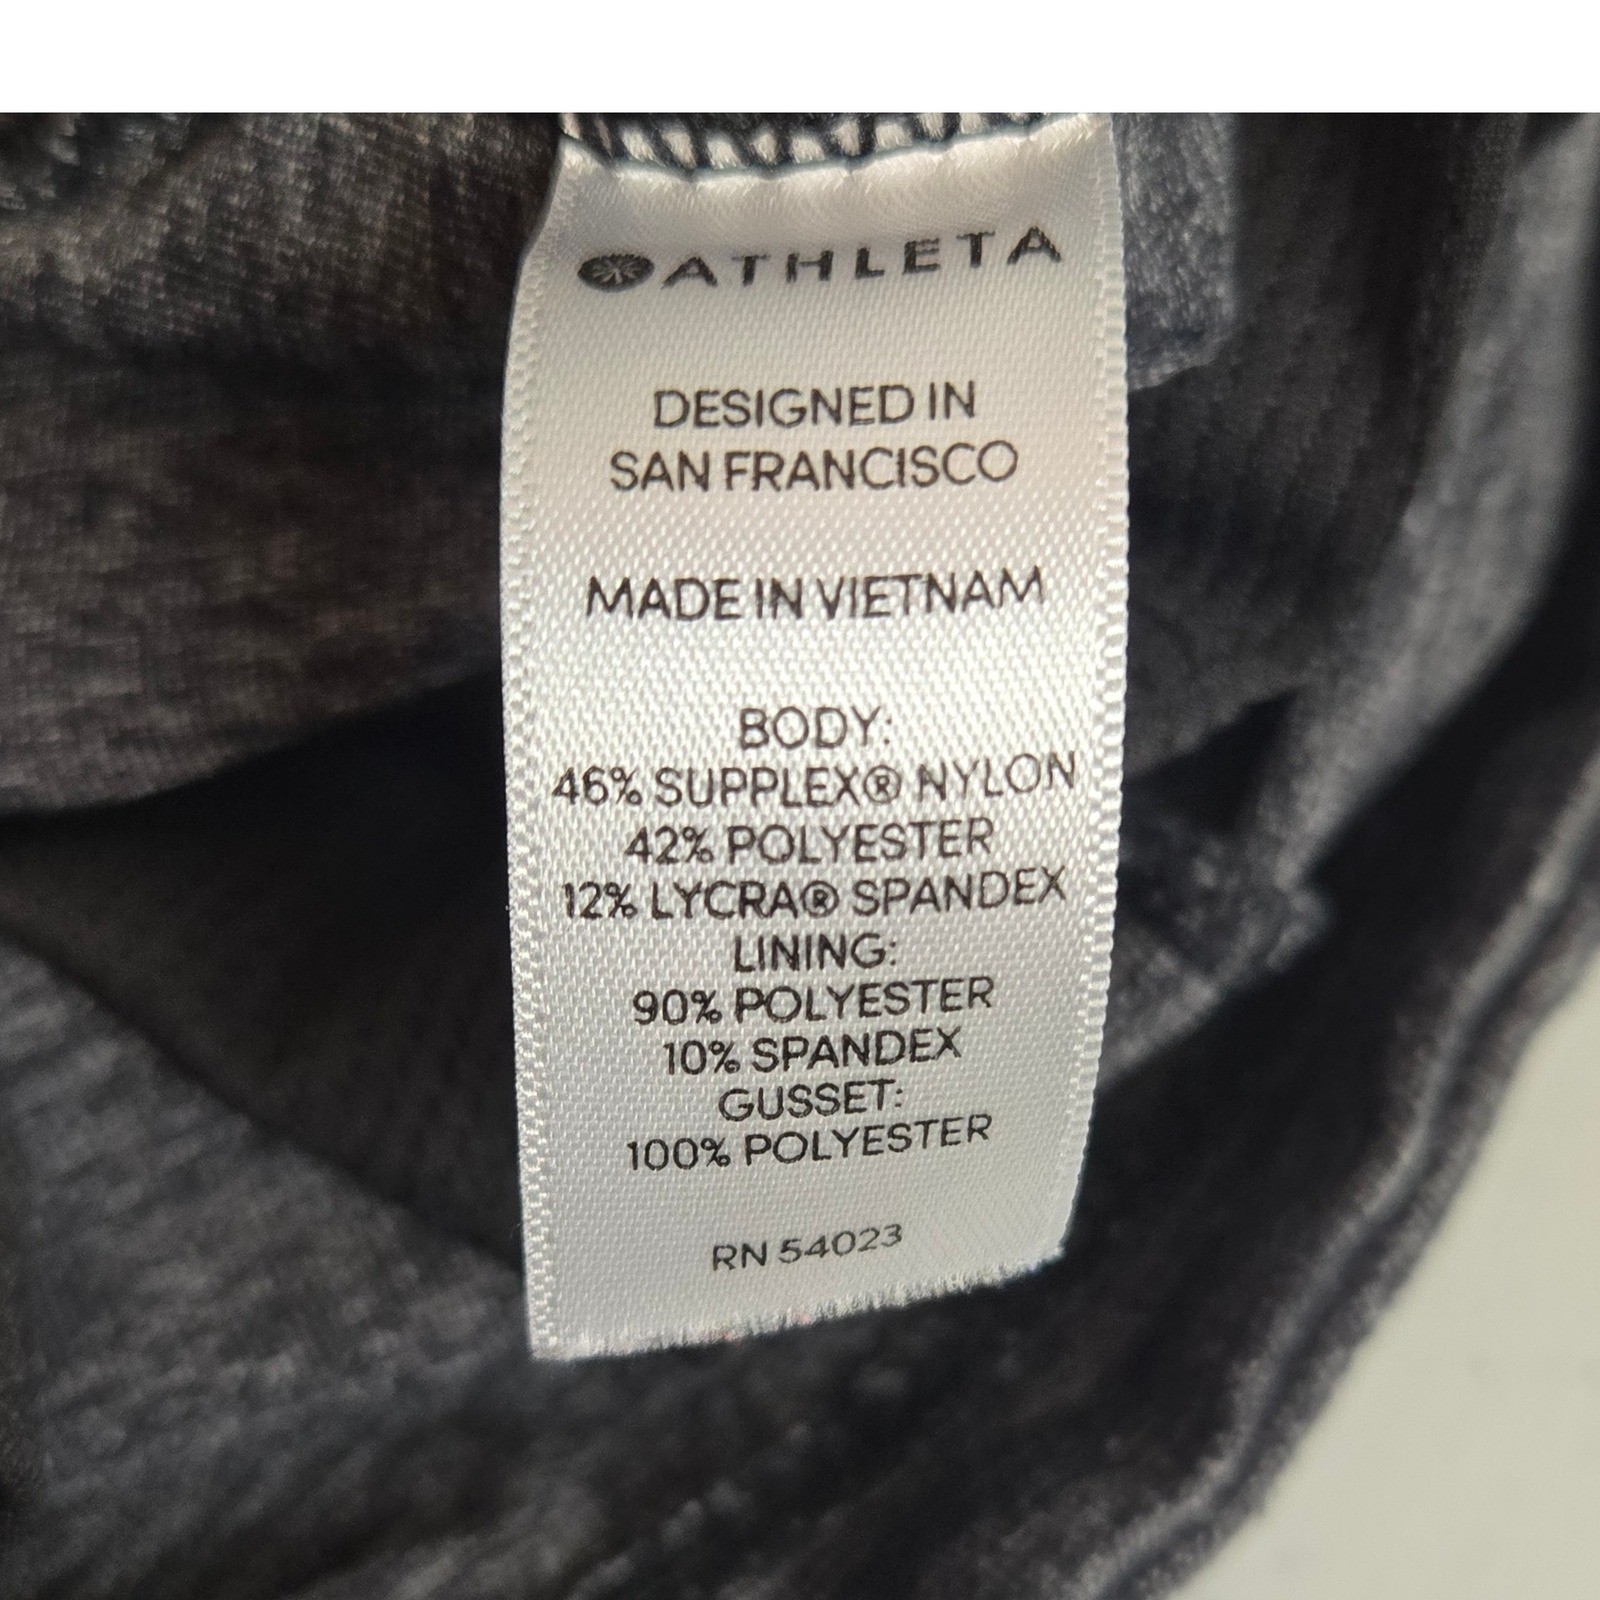 ATHLETA
DESIGNED IN
SAN FRANCISCO
MADE IN VIETNAM
BODY:
46% SUPPLEX® NYLON
42% POLYESTER
12% LYCRA® SPANDEX
LINING:
90% POLYESTER
10% SPANDEX
GUSSET:
100% POLYESTER
RN 54023